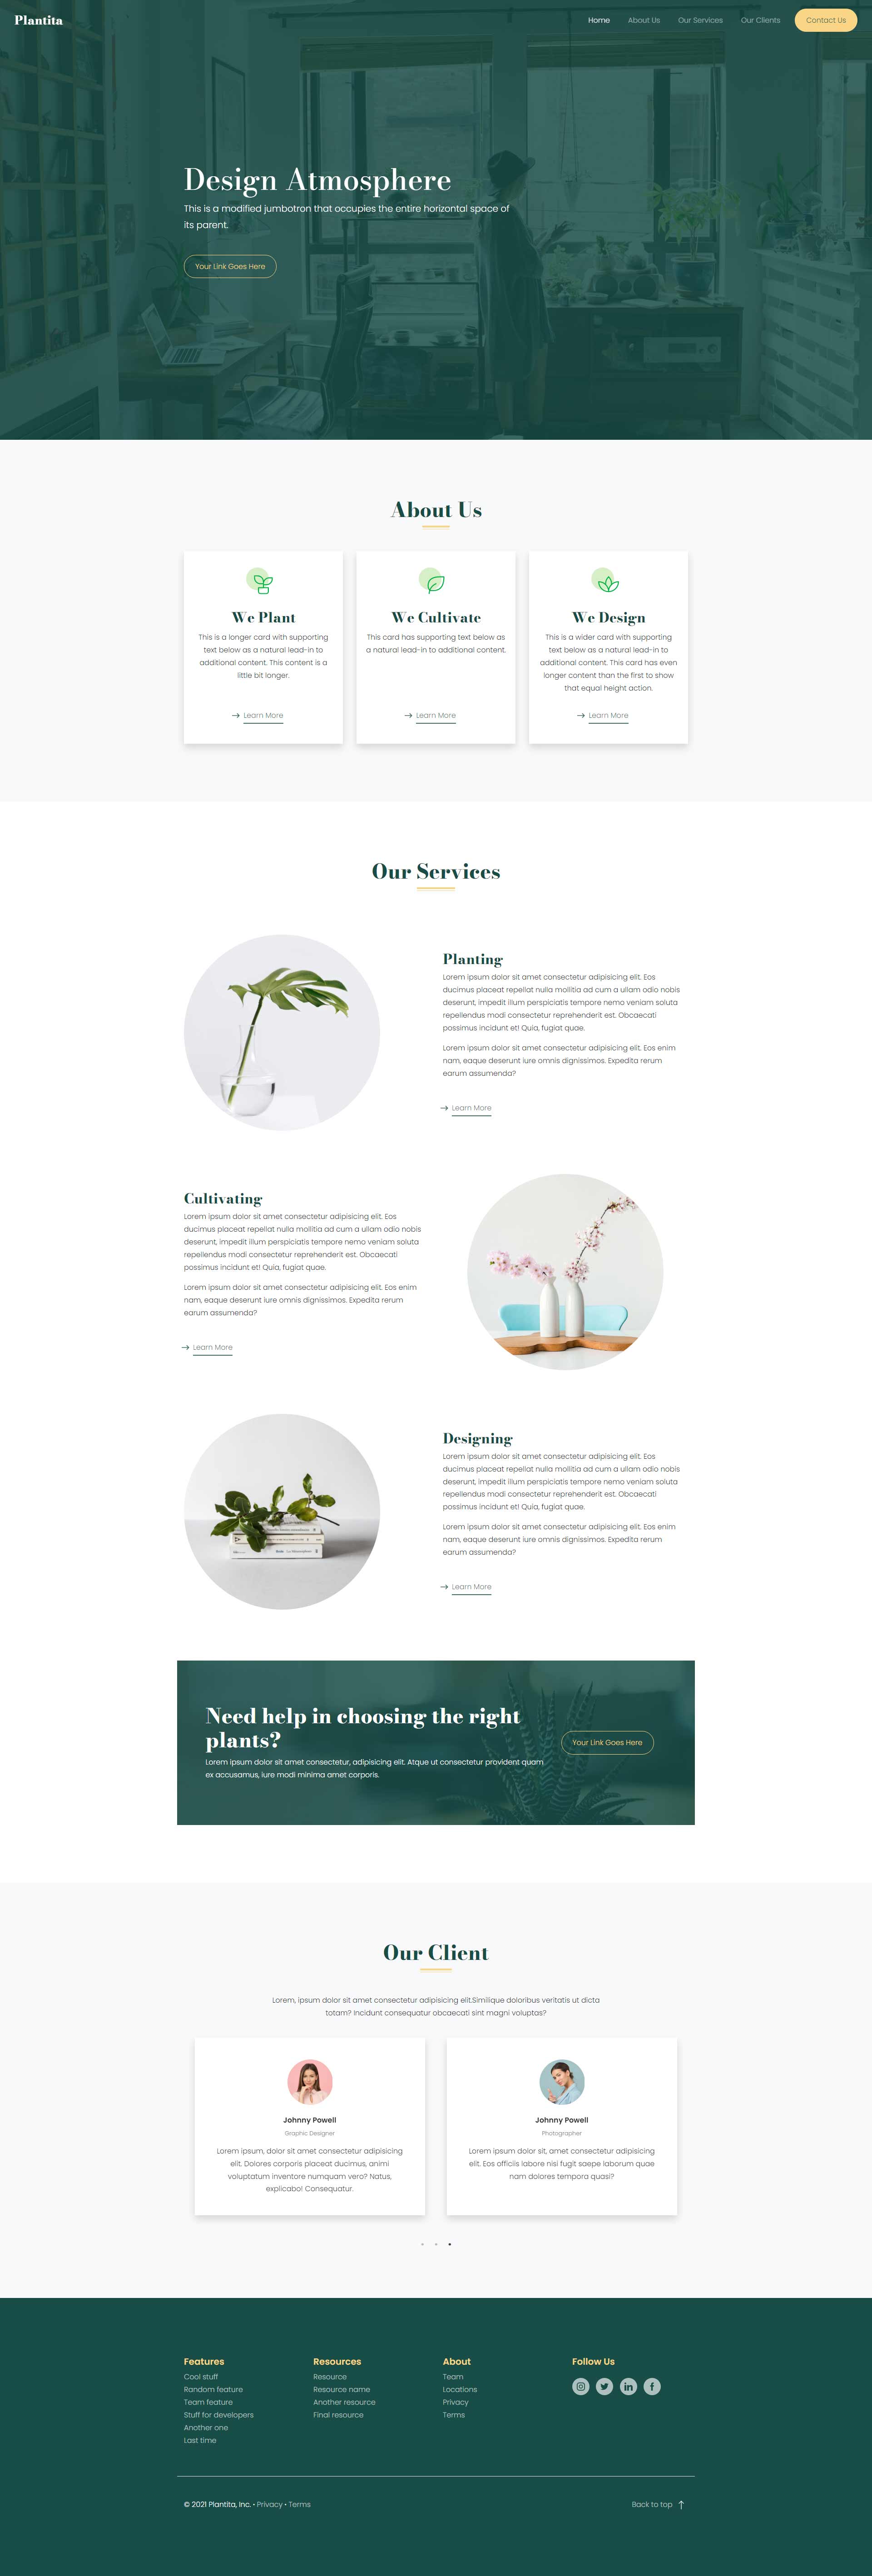 Plantita
Home
About Us
Our Services
Our Clients
Contact Us
Design Atmosphere
This is a modified jumbotron that occupies the entire horizontal space of
its parent.
Your Link Goes Here
About Us
We Plant
This is a longer card with supporting
text below as a natural lead-in to
additional content. This content is a
little bit longer.
Learn More
We Cultivate
This card has supporting text below as
a natural lead-in to additional content.
Learn More
We Design
This is a wider card with supporting
text below as a natural lead-in to
additional content. This card has even
longer content than the first to show
that equal height action.
Learn More
Our Services
Planting
Lorem ipsum dolor sit amet consectetur adipisicing elit. Eos
ducimus placeat repellat nulla mollitia ad cum a ullam odio nobis
deserunt, impedit illum perspiciatis tempore nemo veniam soluta
repellendus modi consectetur reprehenderit est. Obcaecati
possimus incidunt et! Quia, fugiat quae.
Lorem ipsum dolor sit amet consectetur adipisicing elit. Eos enim
nam, eaque deserunt iure omnis dignissimos. Expedita rerum
earum assumenda?
Learn More
Cultivating
Lorem ipsum dolor sit amet consectetur adipisicing elit. Eos
ducimus placeat repellat nulla mollitia ad cum a ullam odio nobis
deserunt, impedit illum perspiciatis tempore nemo veniam soluta
repellendus modi consectetur reprehenderit est. Obcaecati
possimus incidunt et! Quia, fugiat quae.
Lorem ipsum dolor sit amet consectetur adipisicing elit. Eos enim
nam, eaque deserunt iure omnis dignissimos. Expedita rerum
earum assumenda?
Learn More
Designing
Lorem ipsum dolor sit amet consectetur adipisicing elit. Eos
ducimus placeat repellat nulla mollitia ad cum a ullam odio nobis
deserunt, impedit illum perspiciatis tempore nemo veniam soluta
repellendus modi consectetur reprehenderit est. Obcaecati
possimus incidunt et! Quia, fugiat quae.
Lorem ipsum dolor sit amet consectetur adipisicing elit. Eos enim
nam, eaque deserunt iure omnis dignissimos. Expedita rerum
earum assumenda?
Learn More
Need help in choosing the right
plants?
Lorem ipsum dolor sit amet consectetur, adipisicing elit. Atque ut consectetur provident quam
ex accusamus, iure modi minima amet corporis.
Your Link Goes Here
Our Client
Lorem, ipsum dolor sit amet consectetur adipisicing elit.Similique doloribus veritatis ut dicta
totam? Incidunt consequatur obcaecati sint magni voluptas?
Johnny Powell
Graphic Designer
Lorem ipsum, dolor sit amet consectetur adipisicing
elit. Dolores corporis placeat ducimus, animi
voluptatum inventore numquam vero? Natus,
explicabo! Consequatur.
Johnny Powell
Photographer
Lorem ipsum dolor sit, amet consectetur adipisicing
elit. Eos officiis labore nisi fugit saepe laborum quae
nam dolores tempora quasi?
Features
Cool stuff
Random feature
Team feature
Stuff for developers
Another one
Last time
Resources
Resource
Resource name
Another resource
Final resource
About
Team
Locations
Privacy
Terms
Follow Us
© 2021 Plantita, Inc. · Privacy · Terms
Back to top